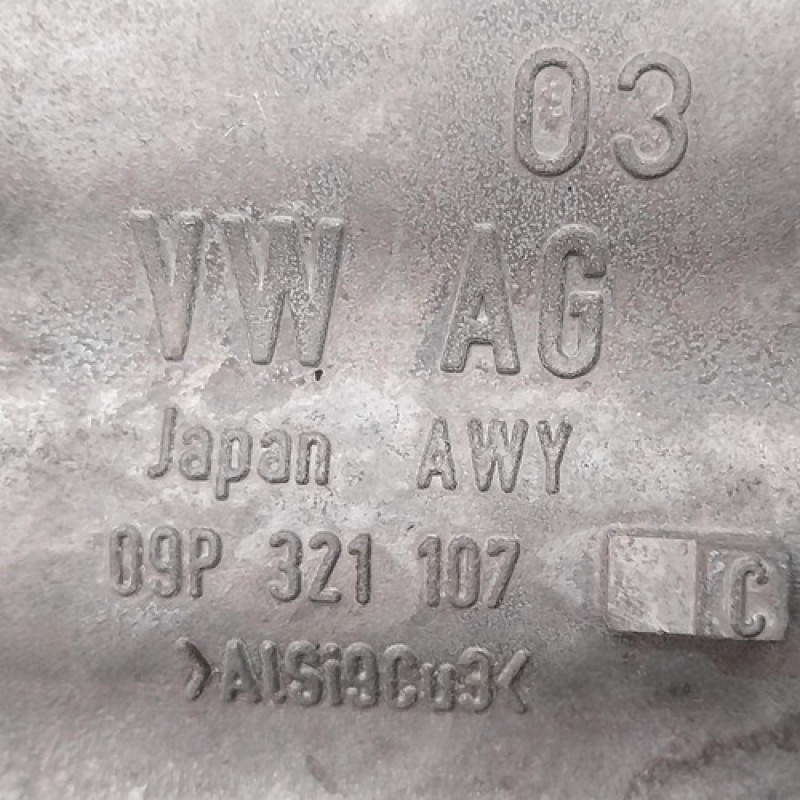 03
VW AG
Japan AWY
09P 321 107 C
>AlSi9Cu3<